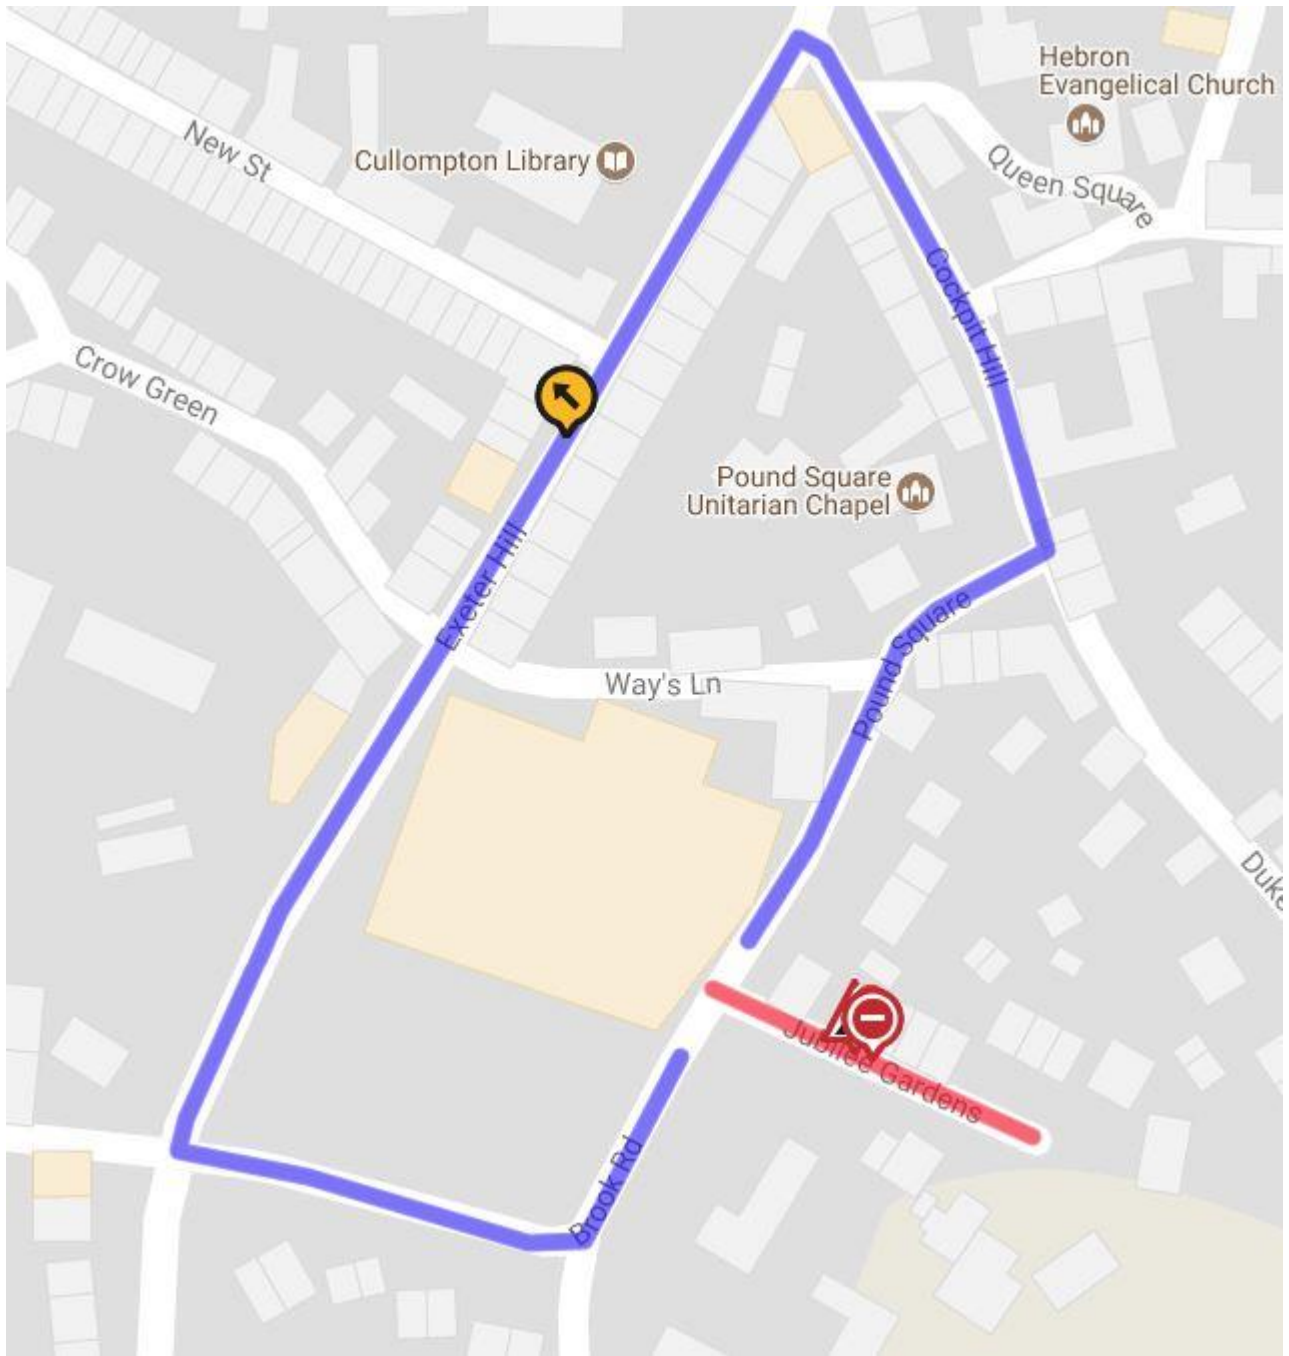 Hebron
Evangelical Church
New St
Cullompton Library
Queen Square
Cockpit Hill
Crow Green
Pound Square
Unitarian Chapel
Exeter Hill
Pound Square
Way's Ln
Duke
Jubilee Gardens
Brook Rd